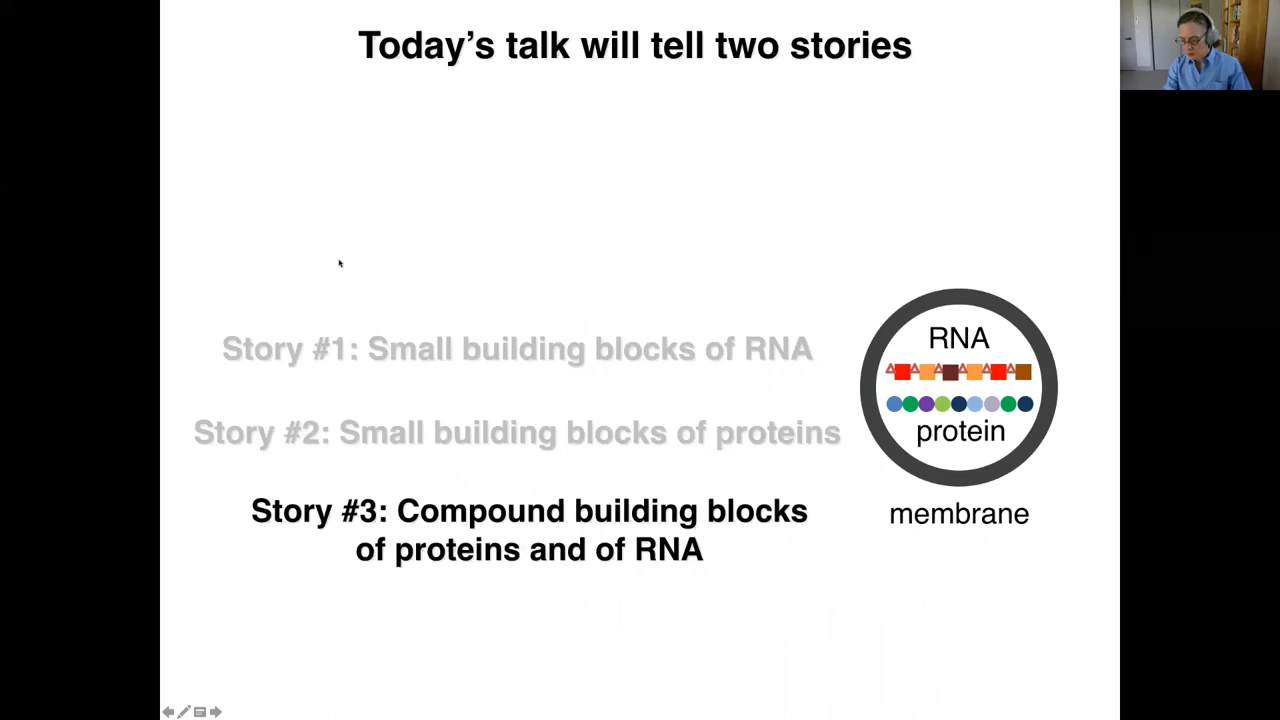 Today's talk will tell two stories
Story #1: Small building blocks of RNA
Story #2: Small building blocks of proteins
Story #3: Compound building blocks
of proteins and of RNA
RNA
protein
membrane